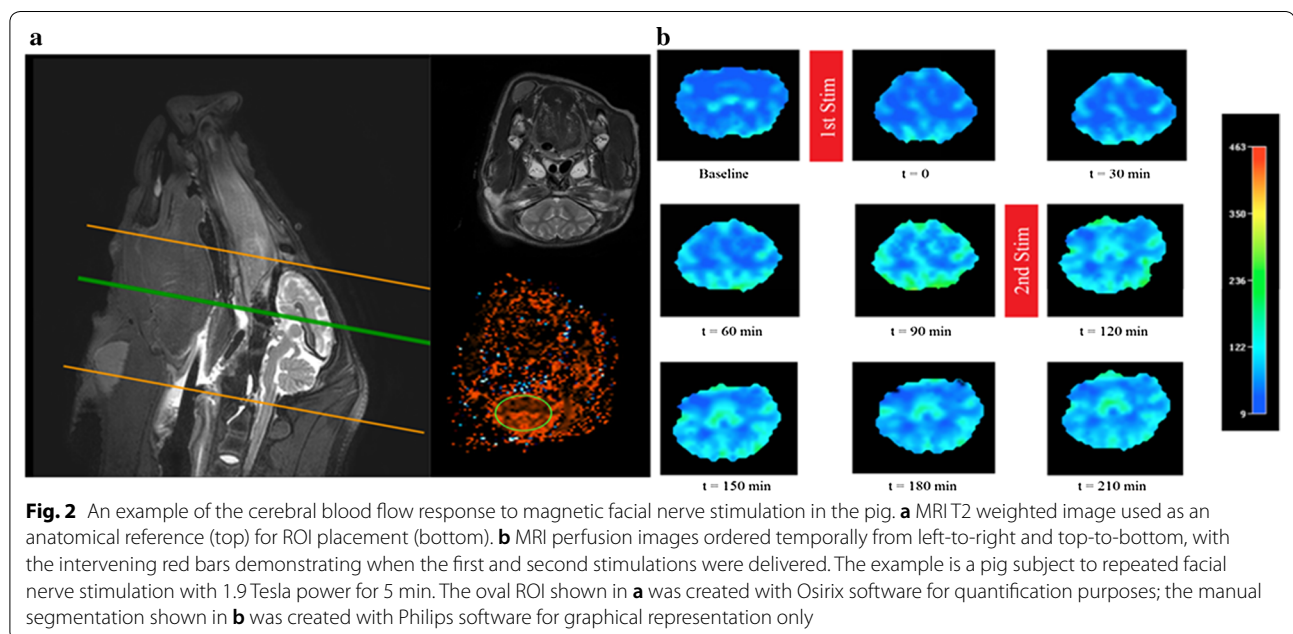 a
b
1st Stim
Baseline
t = 0
t = 30 min
2nd Stim
t = 60 min
t = 90 min
t = 120 min
t = 150 min
t = 180 min
t = 210 min
463
350
236
122
9
Fig. 2 An example of the cerebral blood flow response to magnetic facial nerve stimulation in the pig. a MRI T2 weighted image used as an
anatomical reference (top) for ROI placement (bottom). b MRI perfusion images ordered temporally from left-to-right and top-to-bottom, with
the intervening red bars demonstrating when the first and second stimulations were delivered. The example is a pig subject to repeated facial
nerve stimulation with 1.9 Tesla power for 5 min. The oval ROI shown in a was created with Osirix software for quantification purposes; the manual
segmentation shown in b was created with Philips software for graphical representation only